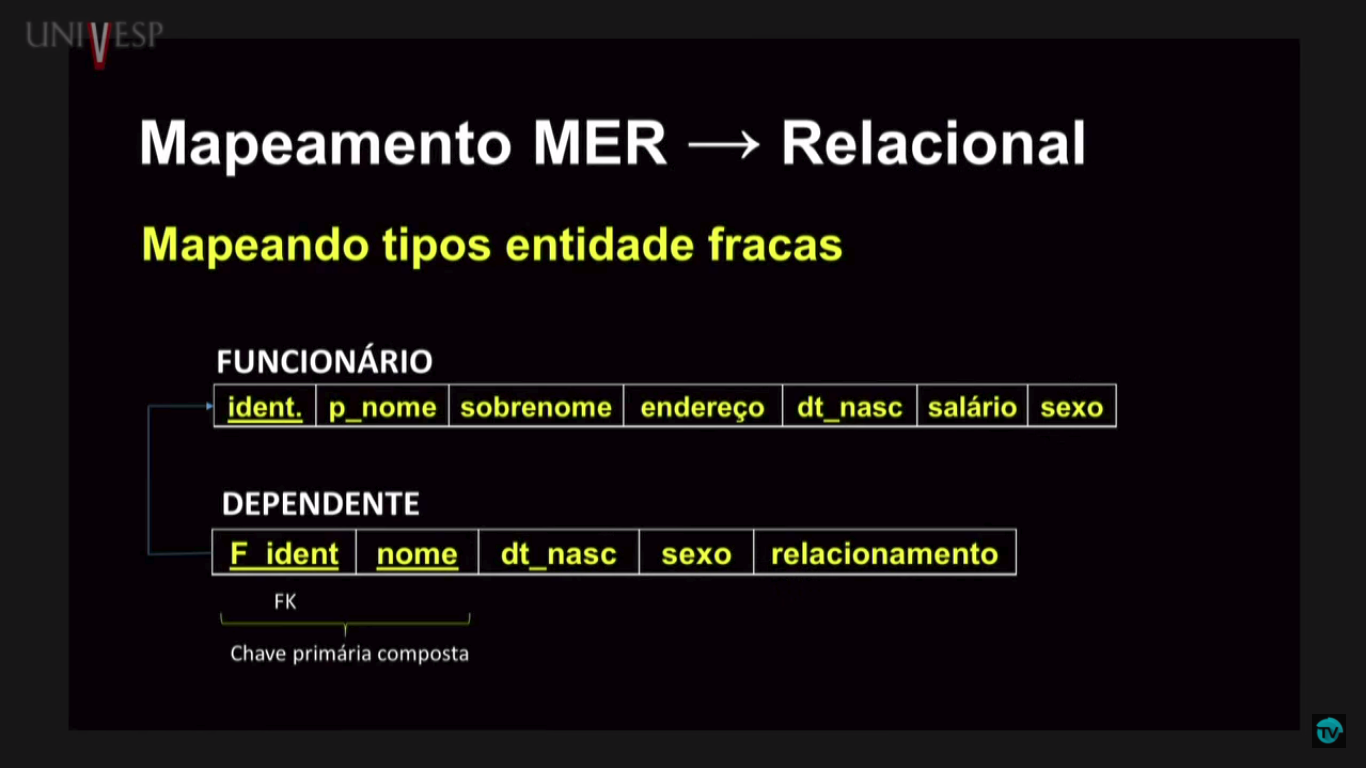 UNIVESP
Mapeamento MER → Relacional
Mapeando tipos entidade fracas
FUNCIONÁRIO
ident. p_nome sobrenome endereço dt_nasc salário sexo
DEPENDENTE
F_ident nome dt_nasc sexo relacionamento
FK
Chave primária composta
TV